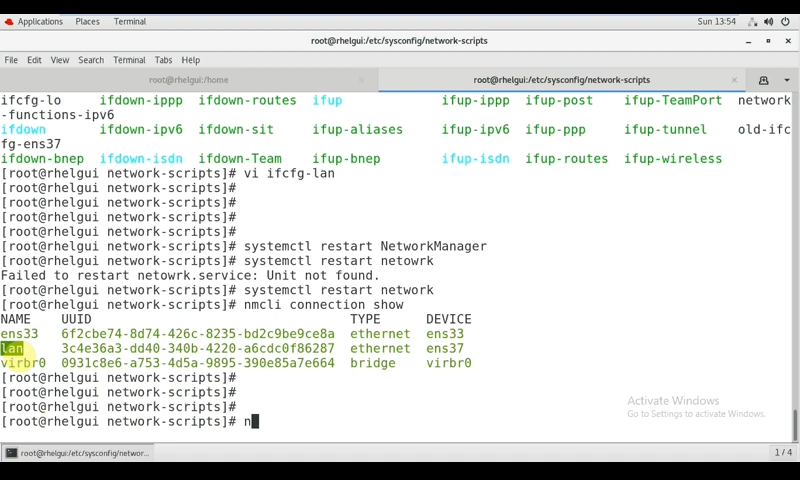 Applications Places Terminal Sun 13:54
root@rhelgui:/etc/sysconfig/network-scripts
File Edit View Search Terminal Tabs Help
root@rhelgui:/home root@rhelgui:/etc/sysconfig/network-scripts
ifcfg-lo ifdown-ippp ifdown-routes ifup ifup-ippp ifup-post ifup-TeamPort network
-functions-ipv6
ifdown ifdown-ipv6 ifdown-sit ifup-aliases ifup-ipv6 ifup-ppp ifup-tunnel old-ifc
fg-ens37
ifdown-bnep ifdown-isdn ifdown-Team ifup-bnep ifup-isdn ifup-routes ifup-wireless
[root@rhelgui network-scripts]# vi ifcfg-lan
[root@rhelgui network-scripts]#
[root@rhelgui network-scripts]#
[root@rhelgui network-scripts]#
[root@rhelgui network-scripts]#
[root@rhelgui network-scripts]# systemctl restart NetworkManager
[root@rhelgui network-scripts]# systemctl restart netowrk
Failed to restart netowrk.service: Unit not found.
[root@rhelgui network-scripts]# systemctl restart network
[root@rhelgui network-scripts]# nmcli connection show
NAME UUID TYPE DEVICE
ens33 6f2cbe74-8d74-426c-8235-bd2c9be9ce8a ethernet ens33
lan 3c4e36a3-dd40-340b-4220-a6cdc0f86287 ethernet ens37
virbr0 0931c8e6-a753-4d5a-9895-390e85a7e664 bridge virbr0
[root@rhelgui network-scripts]#
[root@rhelgui network-scripts]#
[root@rhelgui network-scripts]#
[root@rhelgui network-scripts]# n
Activate Windows
Go to Settings to activate Windows.
root@rhelgui:/etc/sysconfig/networ... 1 / 4